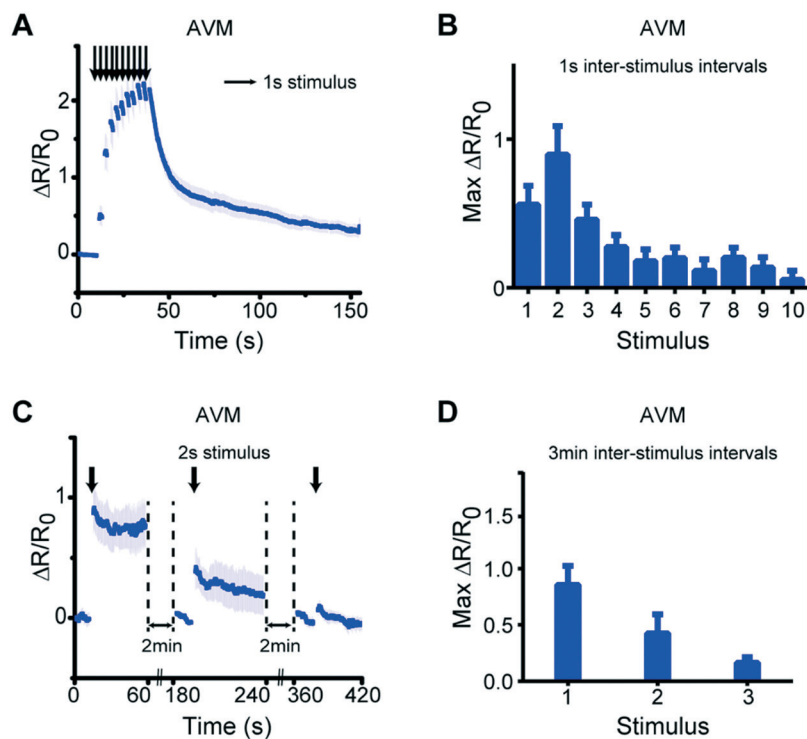 A
AVM
1s stimulus
ΔR/R0
2
1
0
0
50
100
150
Time (s)
B
AVM
1s inter-stimulus intervals
Max ΔR/R0
1
0
1 2 3 4 5 6 7 8 9 10
Stimulus
C
AVM
2s stimulus
ΔR/R0
1
0
2min
2min
0
60
180
240
360
420
Time (s)
D
AVM
3min inter-stimulus intervals
Max ΔR/R0
1.5
1.0
0.5
0.0
1 2 3
Stimulus